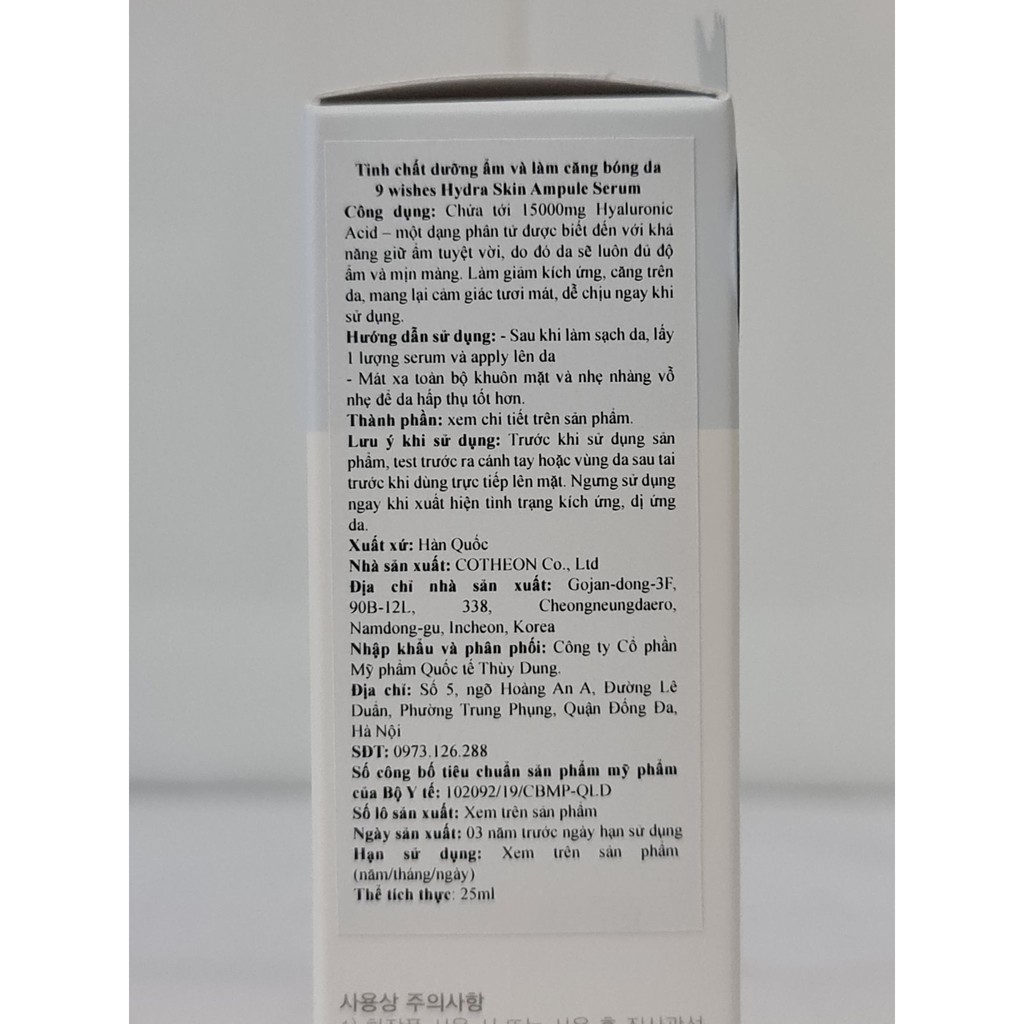 Tinh chất dưỡng ẩm và làm căng bóng da
9 wishes Hydra Skin Ampule Serum
Công dụng: Chứa tới 15000mg Hyaluronic
Acid – một dạng phân tử được biết đến với khả
năng giữ ẩm tuyệt vời, do đó da sẽ luôn đủ độ
ẩm và mịn màng. Làm giảm kích ứng, căng trên
da, mang lại cảm giác tươi mát, dễ chịu ngay khi
sử dụng.
Hướng dẫn sử dụng: - Sau khi làm sạch da, lấy
1 lượng serum và apply lên da
- Mát xa toàn bộ khuôn mặt và nhẹ nhàng vỗ
nhẹ để da hấp thụ tốt hơn.
Thành phần: xem chi tiết trên sản phẩm.
Lưu ý khi sử dụng: Trước khi sử dụng sản
phẩm, test trước ra cánh tay hoặc vùng da sau tai
trước khi dùng trực tiếp lên mặt. Ngưng sử dụng
ngay khi xuất hiện tình trạng kích ứng, dị ứng
da.
Xuất xứ: Hàn Quốc
Nhà sản xuất: COTHEON Co., Ltd
Địa chỉ nhà sản xuất: Gojan-dong-3F,
90B-12L, 338, Cheongneungdaero,
Namdong-gu, Incheon, Korea
Nhập khẩu và phân phối: Công ty Cổ phần
Mỹ phẩm Quốc tế Thùy Dung.
Địa chỉ: Số 5, ngõ Hoàng An A, Đường Lê
Duẩn, Phường Trung Phụng, Quận Đống Đa,
Hà Nội
SĐT: 0973.126.288
Số công bố tiêu chuẩn sản phẩm mỹ phẩm
của Bộ Y tế: 102092/19/CBMP-QLD
Số lô sản xuất: Xem trên sản phẩm
Ngày sản xuất: 03 năm trước ngày hạn sử dụng
Hạn sử dụng: Xem trên sản phẩm
(năm/tháng/ngày)
Thể tích thực: 25ml
사용상 주의사항